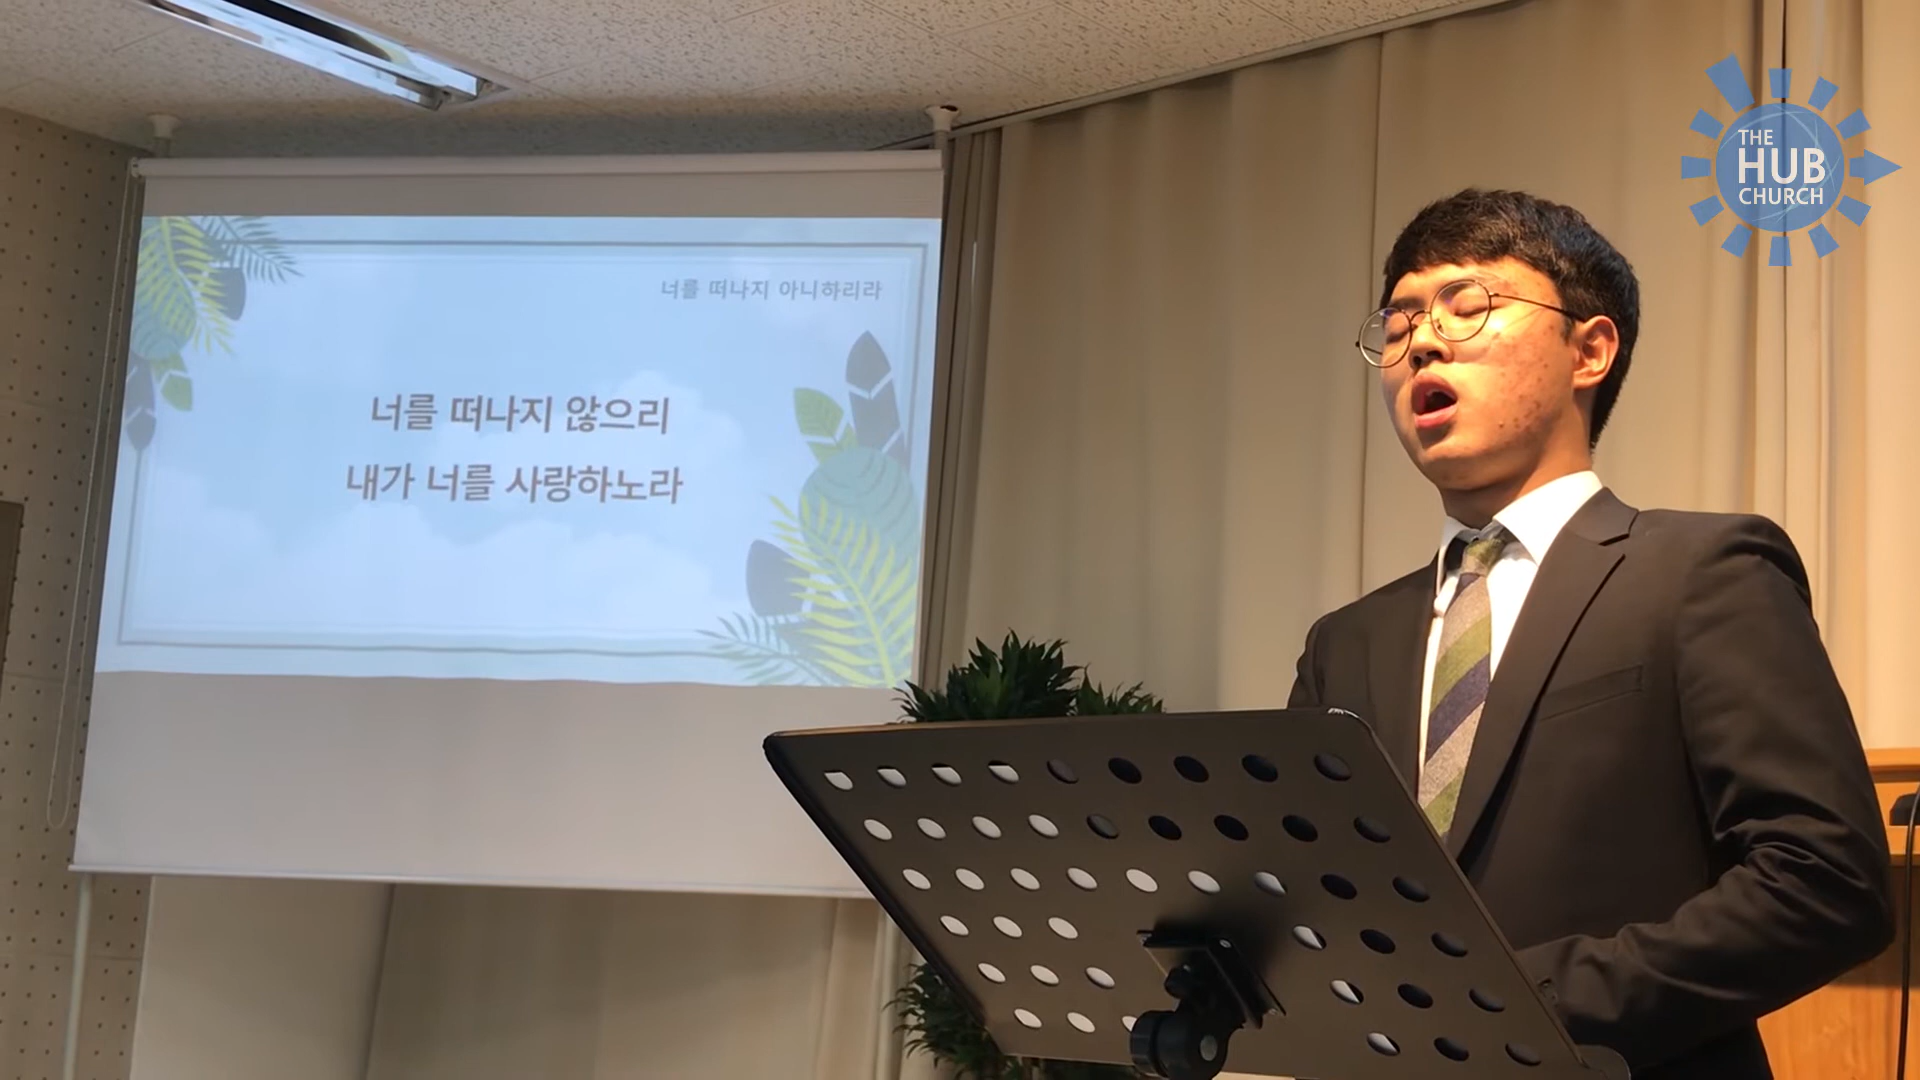 너를 떠나지 아니하리라
너를 떠나지 않으리
내가 너를 사랑하노라
THE
HUB
CHURCH